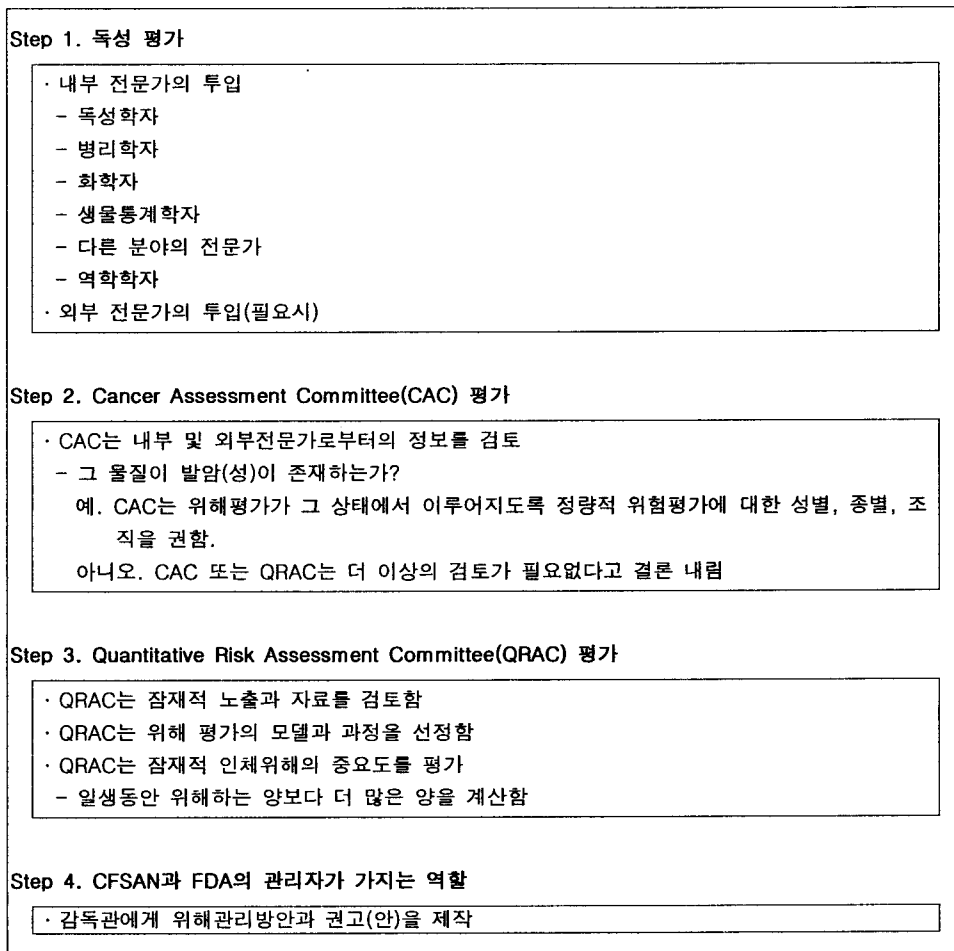 Step 1. 독성 평가
· 내부 전문가의 투입
- 독성학자
- 병리학자
- 화학자
- 생물통계학자
- 다른 분야의 전문가
- 역학학자
· 외부 전문가의 투입(필요시)
Step 2. Cancer Assessment Committee(CAC) 평가
· CAC는 내부 및 외부전문가로부터의 정보를 검토
- 그 물질이 발암(성)이 존재하는가?
예. CAC는 위해평가가 그 상태에서 이루어지도록 정량적 위험평가에 대한 성별, 종별, 조
직을 권함.
아니오. CAC 또는 QRAC는 더 이상의 검토가 필요없다고 결론 내림
Step 3. Quantitative Risk Assessment Committee(QRAC) 평가
· QRAC는 잠재적 노출과 자료를 검토함
· QRAC는 위해 평가의 모델과 과정을 선정함
· QRAC는 잠재적 인체위해의 중요도를 평가
- 일생동안 위해하는 양보다 더 많은 양을 계산함
Step 4. CFSAN과 FDA의 관리자가 가지는 역할
· 감독관에게 위해관리방안과 권고(안)을 제작